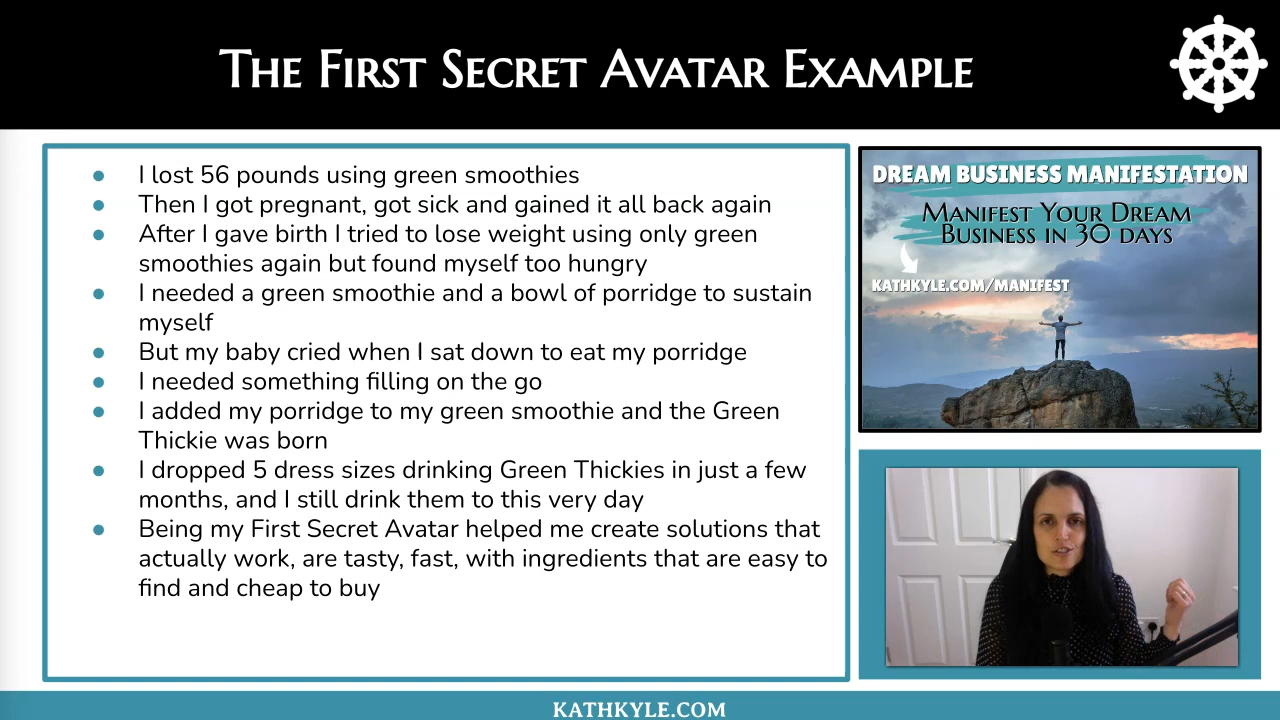 The First Secret Avatar Example
I lost 56 pounds using green smoothies
Then I got pregnant, got sick and gained it all back again
After I gave birth I tried to lose weight using only green
smoothies again but found myself too hungry
I needed a green smoothie and a bowl of porridge to sustain
myself
But my baby cried when I sat down to eat my porridge
I needed something filling on the go
I added my porridge to my green smoothie and the Green
Thickie was born
I dropped 5 dress sizes drinking Green Thickies in just a few
months, and I still drink them to this very day
Being my First Secret Avatar helped me create solutions that
actually work, are tasty, fast, with ingredients that are easy to
find and cheap to buy
DREAM BUSINESS MANIFESTATION
Manifest Your Dream
Business in 30 days
KATHKYLE.COM/MANIFEST
KATHKYLE.COM